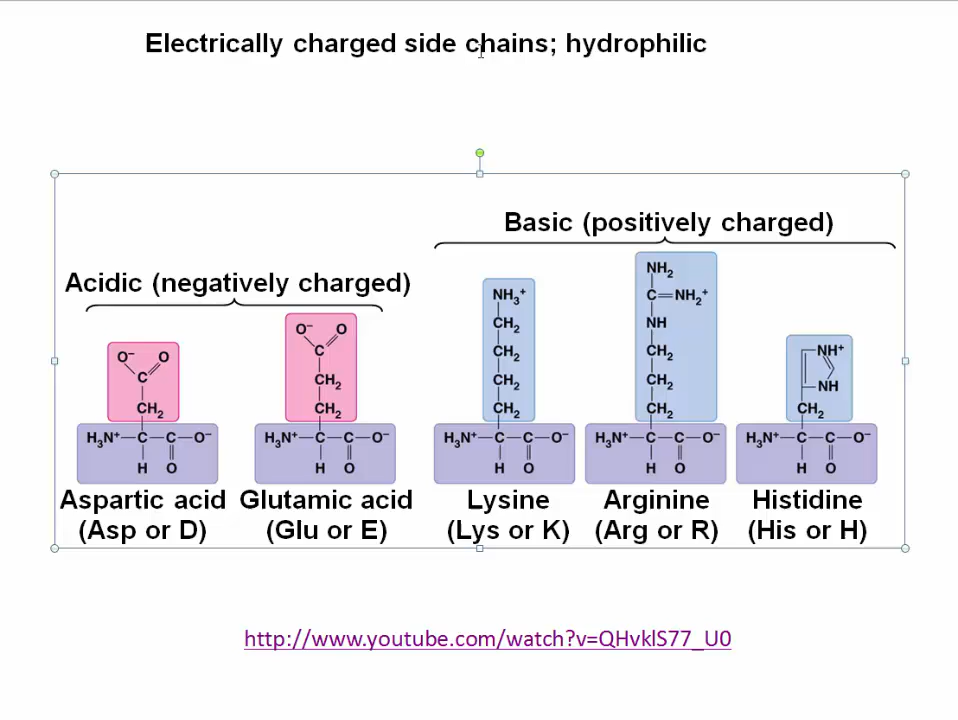 Electrically charged side chains; hydrophilic
Basic (positively charged)
Acidic (negatively charged)
O⁻ O
C
CH₂
H₃N⁺—C—C—O⁻
H O
Aspartic acid
(Asp or D)
O⁻ O
C
CH₂
CH₂
H₃N⁺—C—C—O⁻
H O
Glutamic acid
(Glu or E)
NH₃⁺
CH₂
CH₂
CH₂
CH₂
H₃N⁺—C—C—O⁻
H O
Lysine
(Lys or K)
NH₂
C=NH₂⁺
NH
CH₂
CH₂
CH₂
H₃N⁺—C—C—O⁻
H O
Arginine
(Arg or R)
NH⁺
NH
CH₂
H₃N⁺—C—C—O⁻
H O
Histidine
(His or H)
http://www.youtube.com/watch?v=QHvklS77_U0